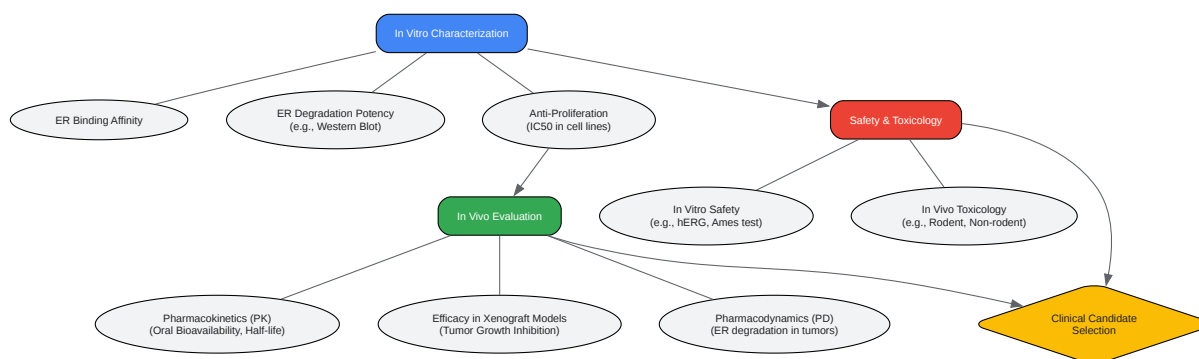 In Vitro Characterization
ER Binding Affinity
ER Degradation Potency
(e.g., Western Blot)
Anti-Proliferation
(IC50 in cell lines)
Safety & Toxicology
In Vivo Evaluation
In Vitro Safety
(e.g., hERG, Ames test)
In Vivo Toxicology
(e.g., Rodent, Non-rodent)
Pharmacokinetics (PK)
(Oral Bioavailability, Half-life)
Efficacy in Xenograft Models
(Tumor Growth Inhibition)
Pharmacodynamics (PD)
(ER degradation in tumors)
Clinical Candidate
Selection